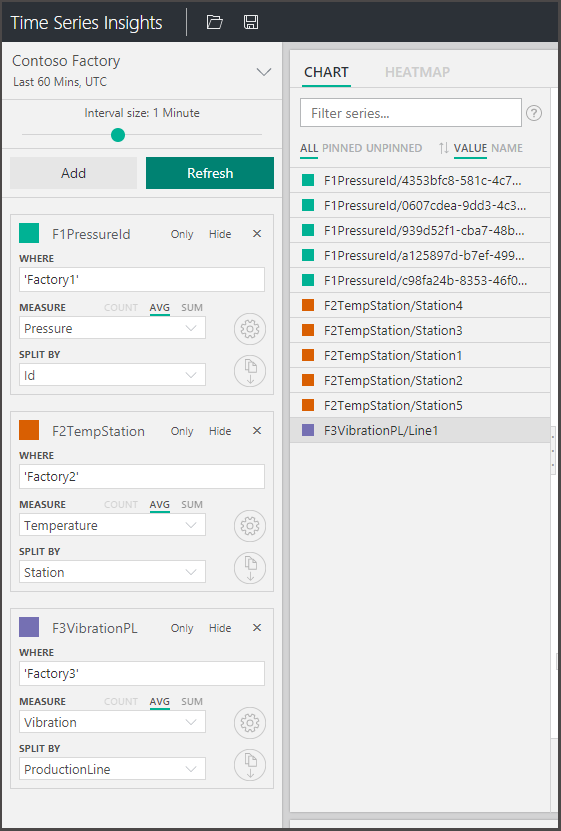 Time Series Insights
Contoso Factory
Last 60 Mins, UTC
Interval size: 1 Minute
Add
Refresh
F1PressureId
Only
Hide
×
WHERE
'Factory1'
MEASURE
COUNT
AVG
SUM
Pressure
SPLIT BY
Id
F2TempStation
Only
Hide
×
WHERE
'Factory2'
MEASURE
COUNT
AVG
SUM
Temperature
SPLIT BY
Station
F3VibrationPL
Only
Hide
×
WHERE
'Factory3'
MEASURE
COUNT
AVG
SUM
Vibration
SPLIT BY
ProductionLine
CHART
HEATMAP
Filter series...
?
ALL PINNED UNPINNED
VALUE NAME
F1PressureId/4353bfc8-581c-4c7...
F1PressureId/0607cdea-9dd3-4c3...
F1PressureId/939d52f1-cba7-48b...
F1PressureId/a125897d-b7ef-499...
F1PressureId/c98fa24b-8353-46f0...
F2TempStation/Station4
F2TempStation/Station3
F2TempStation/Station1
F2TempStation/Station2
F2TempStation/Station5
F3VibrationPL/Line1